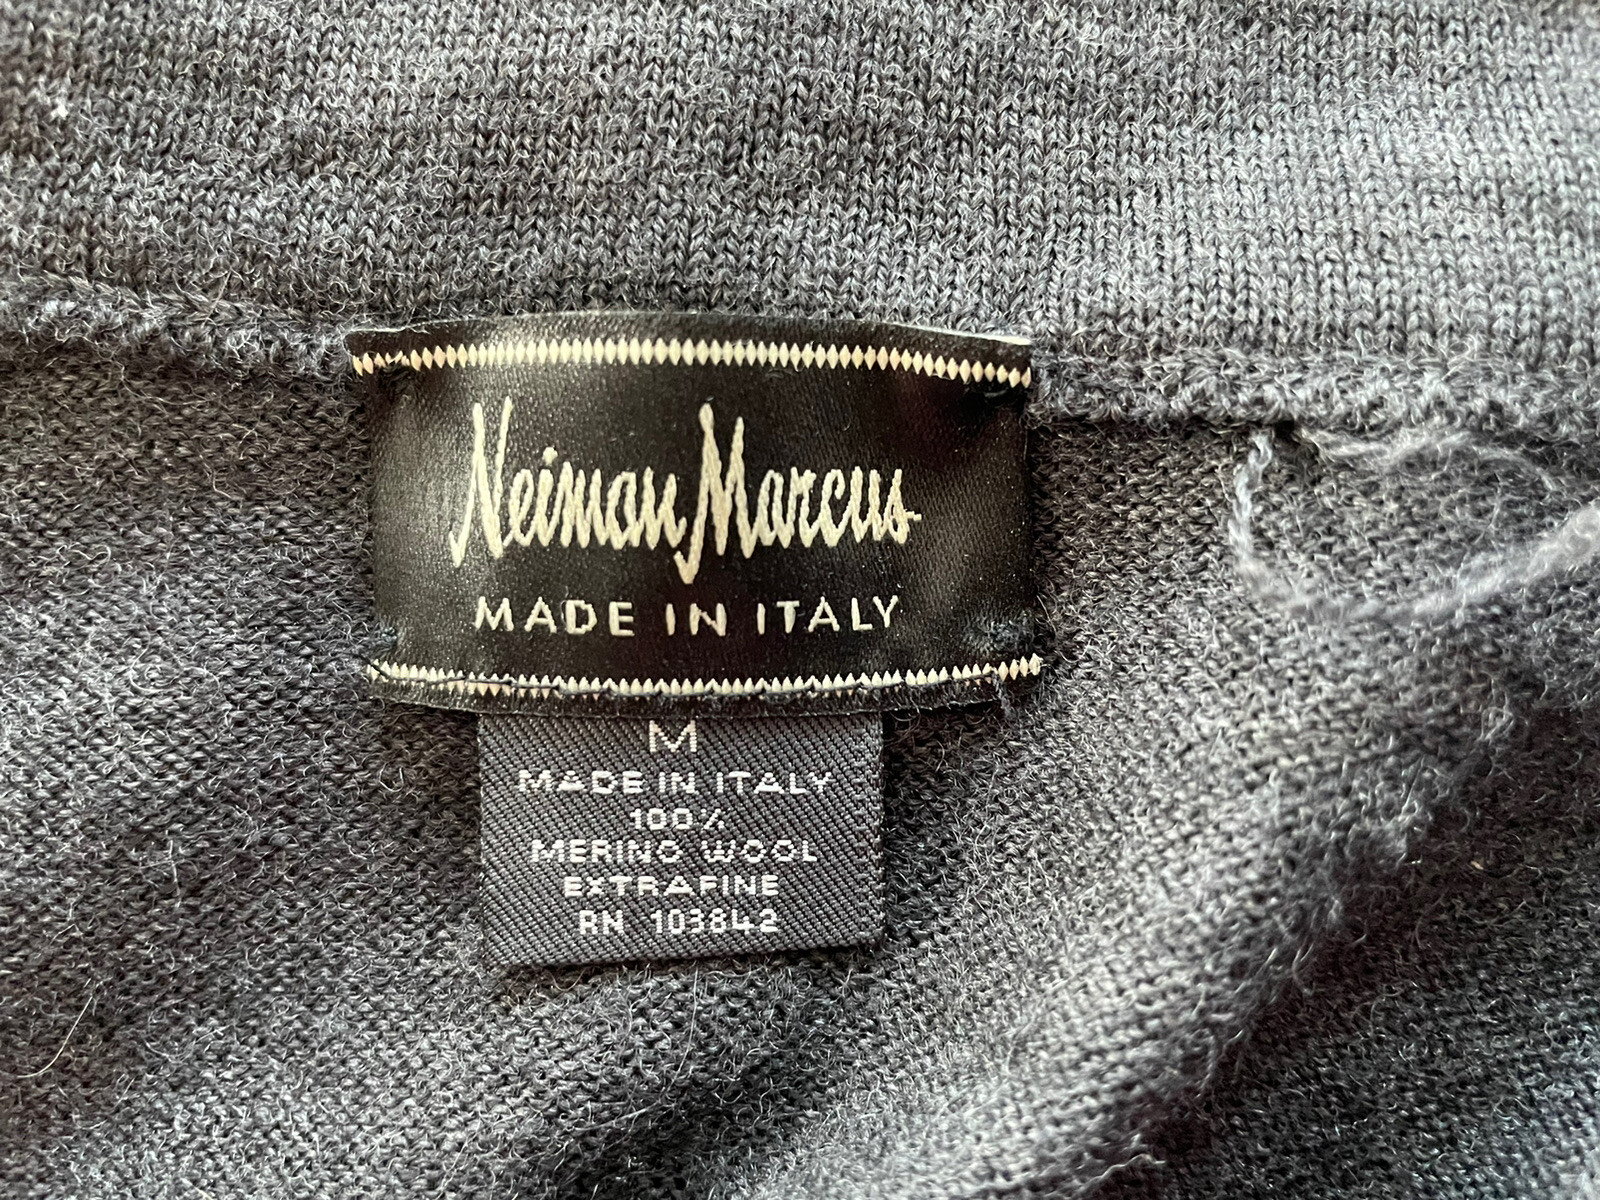 Neiman Marcus
MADE IN ITALY
M
MADE IN ITALY
100%
MERINO WOOL
EXTRAFINE
RN 103842